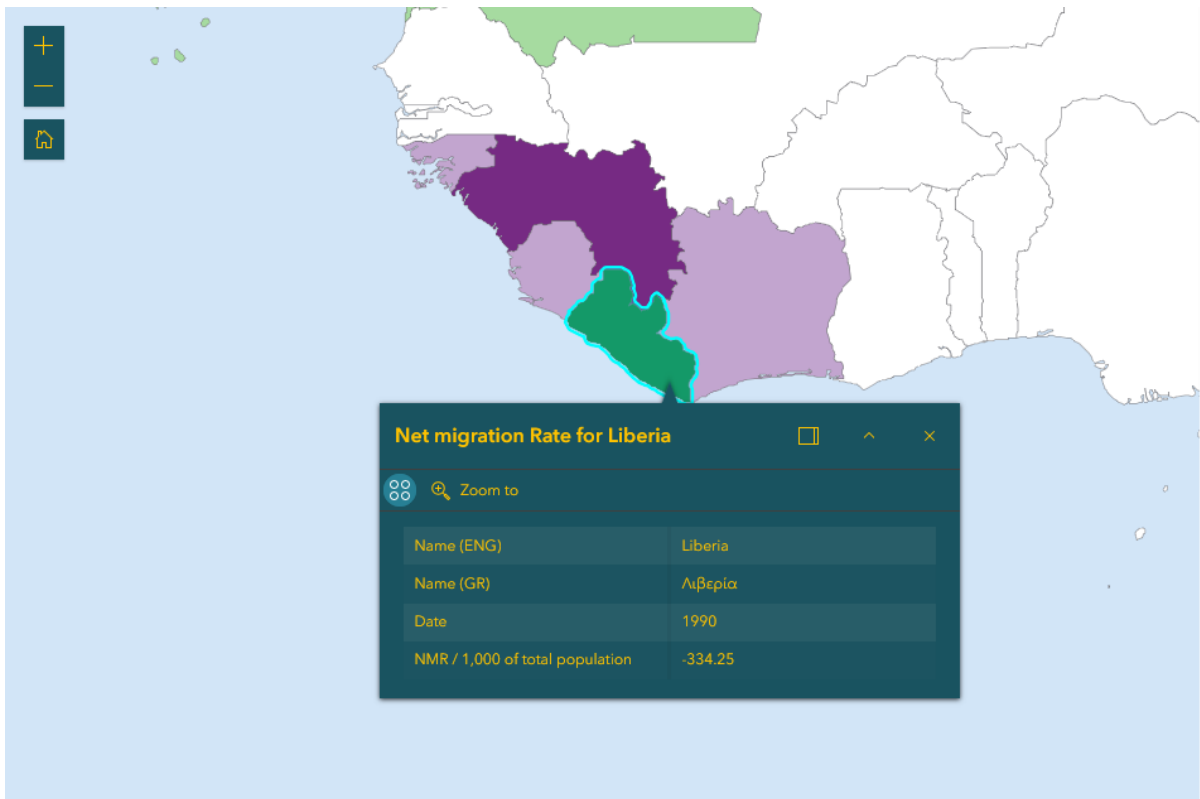 Net migration Rate for Liberia
Zoom to
Name (ENG) Liberia
Name (GR) Λιβερία
Date 1990
NMR / 1,000 of total population -334.25